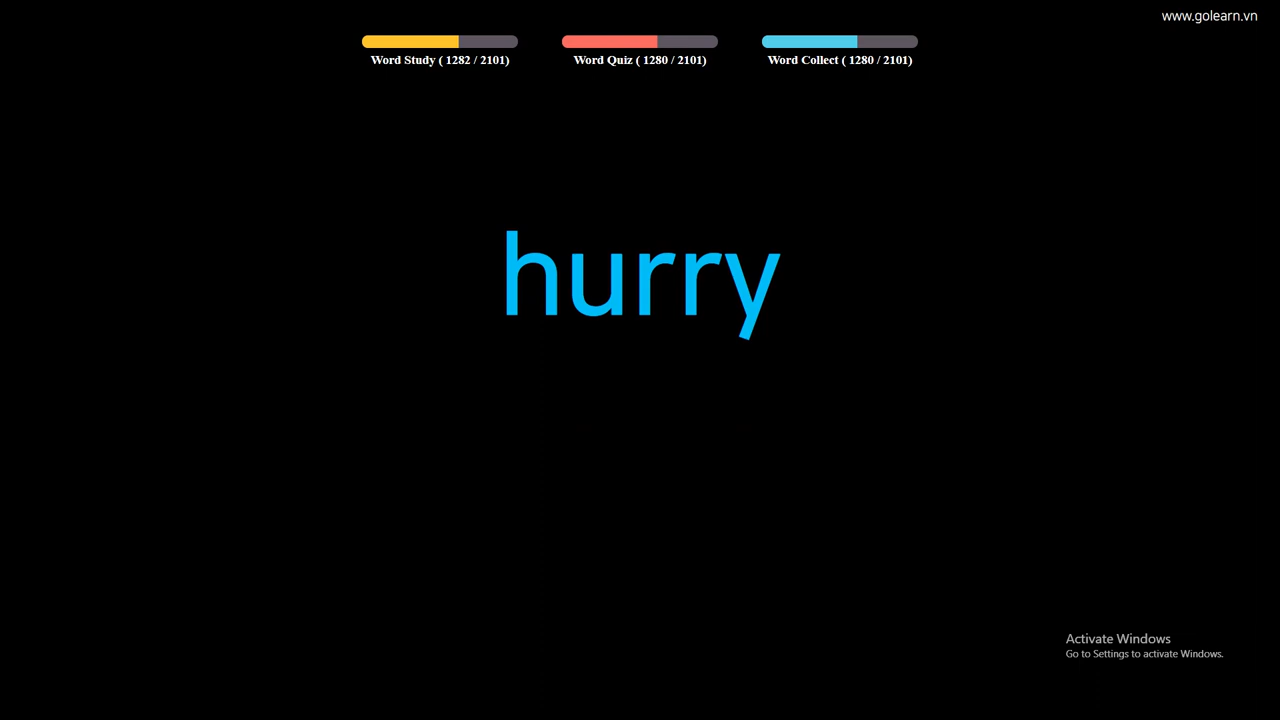 www.golearn.vn
Word Study ( 1282 / 2101)
Word Quiz ( 1280 / 2101)
Word Collect ( 1280 / 2101)
hurry
Activate Windows
Go to Settings to activate Windows.